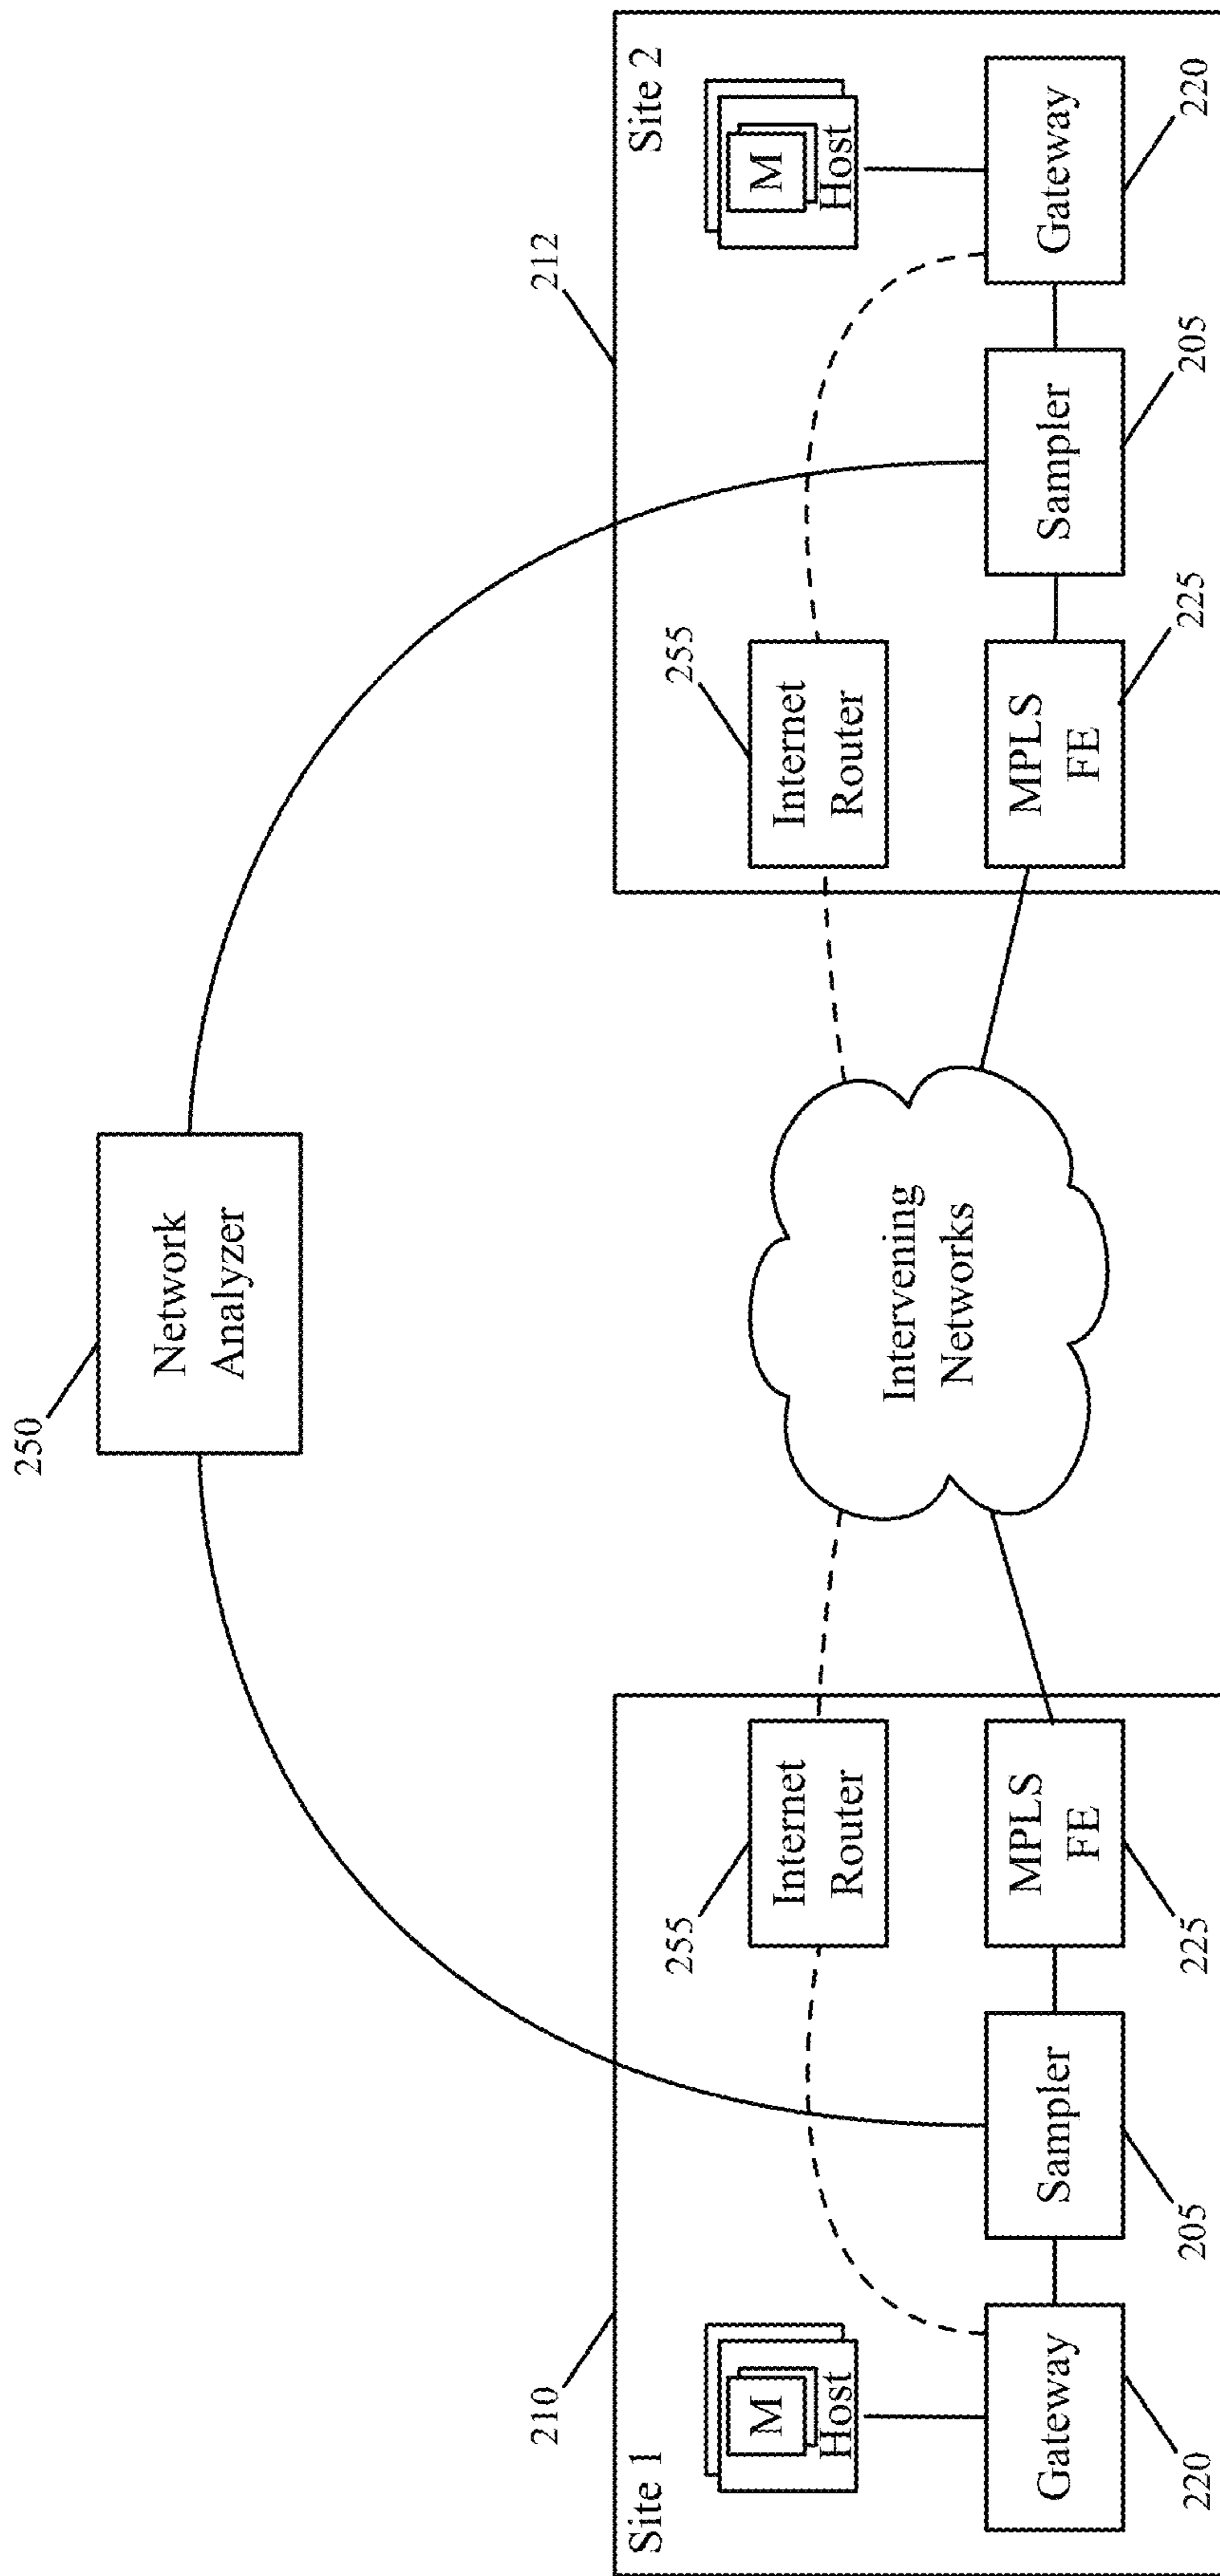 250
Network
Analyzer
210
Site 1
M
Host
Gateway
220
Sampler
205
255
Internet
Router
MPLS
FE
225
Intervening
Networks
212
Site 2
255
Internet
Router
MPLS
FE
225
Sampler
205
M
Host
Gateway
220